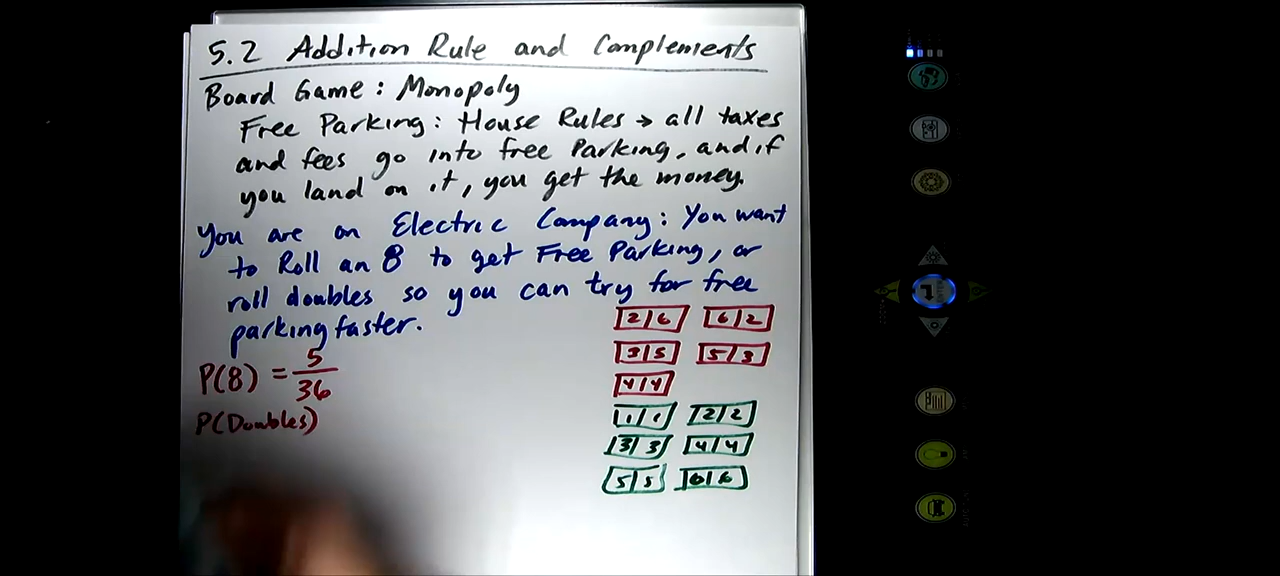 5.2 Addition Rule and Complements
Board Game: Monopoly
Free Parking: House Rules → all taxes
and fees go into free Parking, and if
you land on it, you get the money.
You are on Electric Company: You want
to Roll an 8 to get Free Parking, or
roll doubles so you can try for free
parking faster.
2|6 6|2
3|5 5|3
4|4
P(8) = 5/36
1|1 2|2
P(Doubles)
3|3 4|4
5|5 6|6